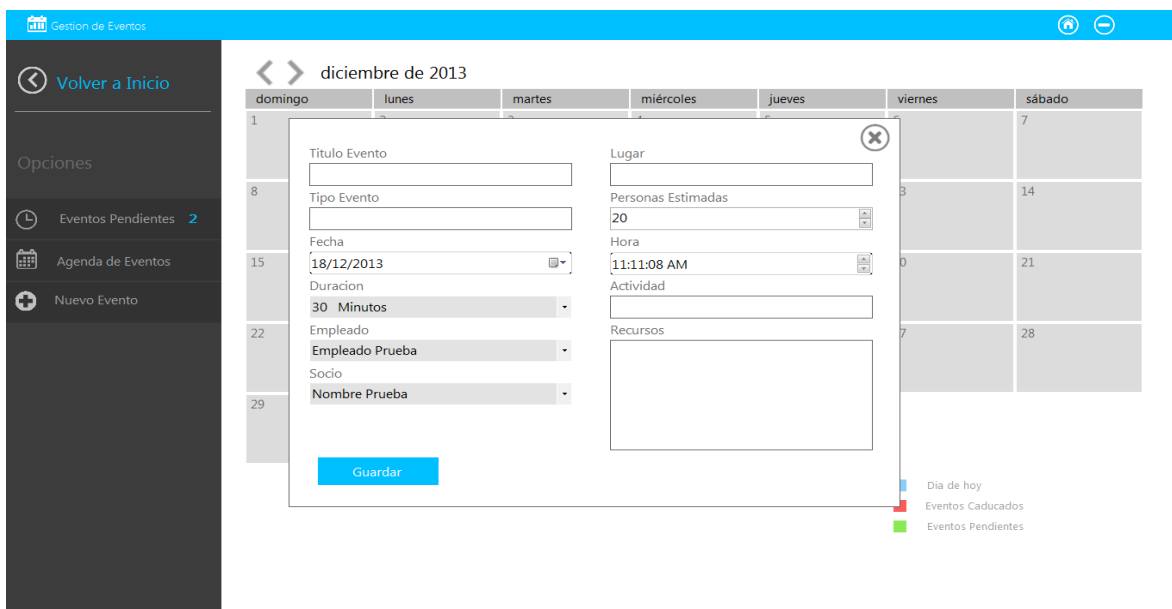 Gestion de Eventos
Volver a Inicio
Opciones
Eventos Pendientes 2
Agenda de Eventos
Nuevo Evento
diciembre de 2013
domingo lunes martes miércoles jueves viernes sábado
1 7
8 14
15 21
22 28
29
Titulo Evento
Tipo Evento
Fecha
18/12/2013
Duracion
30 Minutos
Empleado
Empleado Prueba
Socio
Nombre Prueba
Guardar
Lugar
Personas Estimadas
20
Hora
11:11:08 AM
Actividad
Recursos
Dia de hoy
Eventos Caducados
Eventos Pendientes